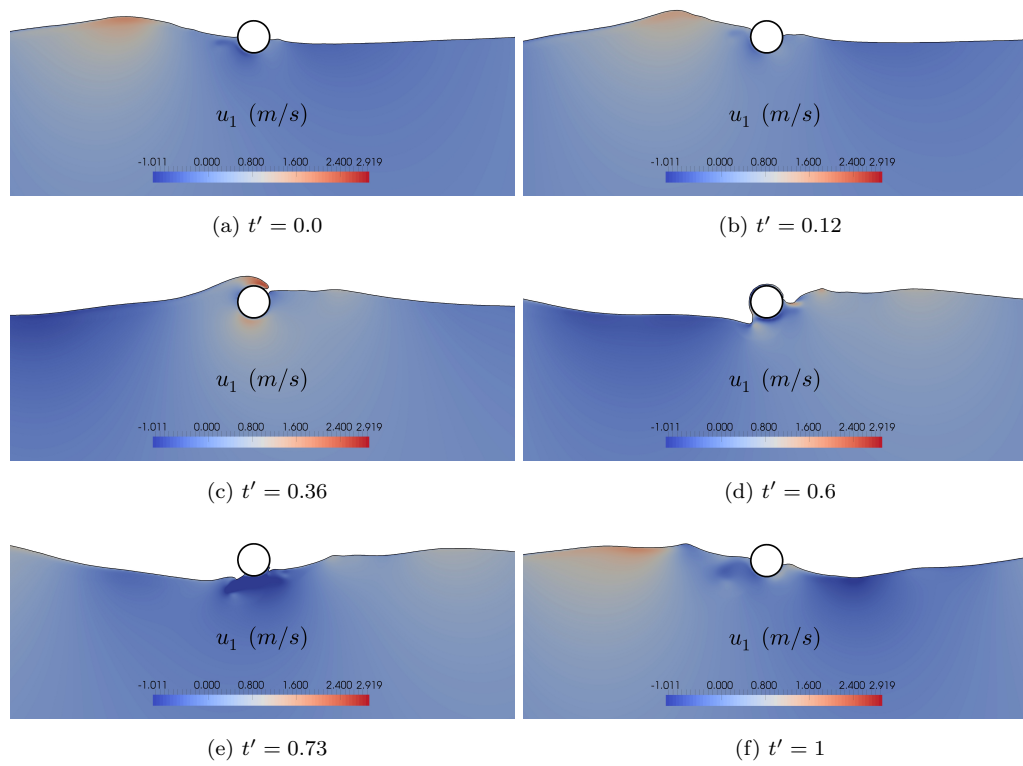 u₁ (m/s)
-1.011 0.000 0.800 1.600 2.400 2.919
(a) t′ = 0.0
u₁ (m/s)
-1.011 0.000 0.800 1.600 2.400 2.919
(b) t′ = 0.12
u₁ (m/s)
-1.011 0.000 0.800 1.600 2.400 2.919
(c) t′ = 0.36
u₁ (m/s)
-1.011 0.000 0.800 1.600 2.400 2.919
(d) t′ = 0.6
u₁ (m/s)
-1.011 0.000 0.800 1.600 2.400 2.919
(e) t′ = 0.73
u₁ (m/s)
-1.011 0.000 0.800 1.600 2.400 2.919
(f) t′ = 1